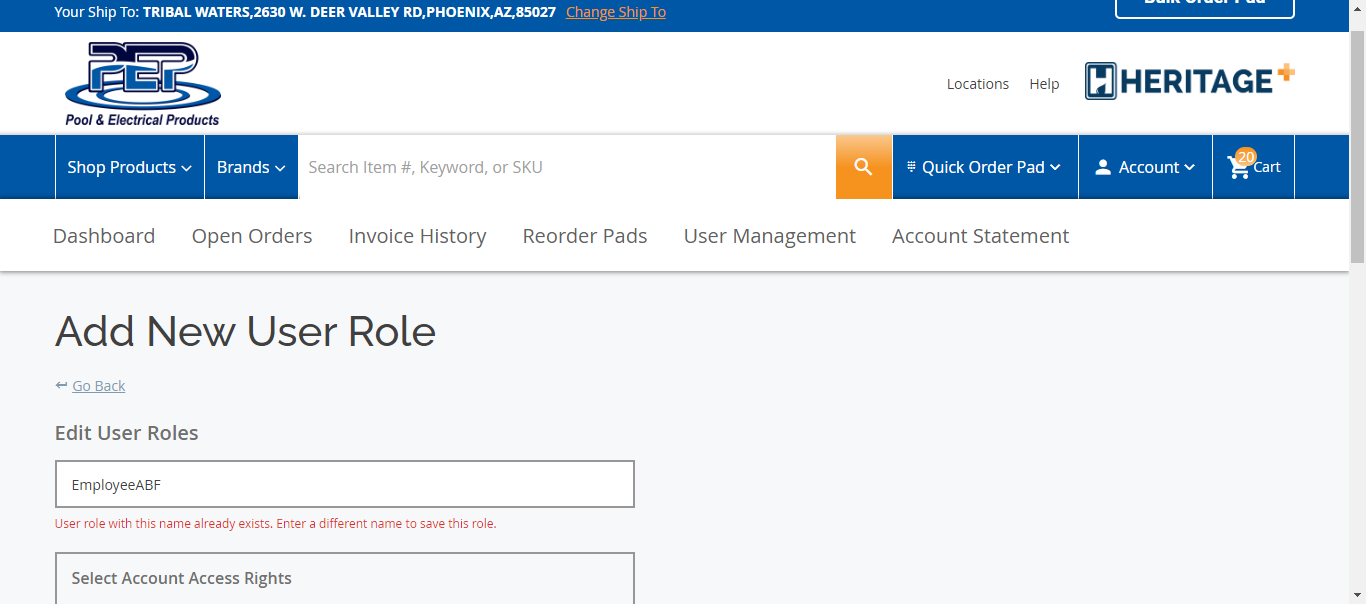 Your Ship To: TRIBAL WATERS,2630 W. DEER VALLEY RD,PHOENIX,AZ,85027 Change Ship To
Bulk Order Pad
PEP
Pool & Electrical Products
Locations Help
H HERITAGE+
Shop Products Brands Search Item #, Keyword, or SKU Quick Order Pad Account 20 Cart
Dashboard Open Orders Invoice History Reorder Pads User Management Account Statement
Add New User Role
Go Back
Edit User Roles
EmployeeABF
User role with this name already exists. Enter a different name to save this role.
Select Account Access Rights